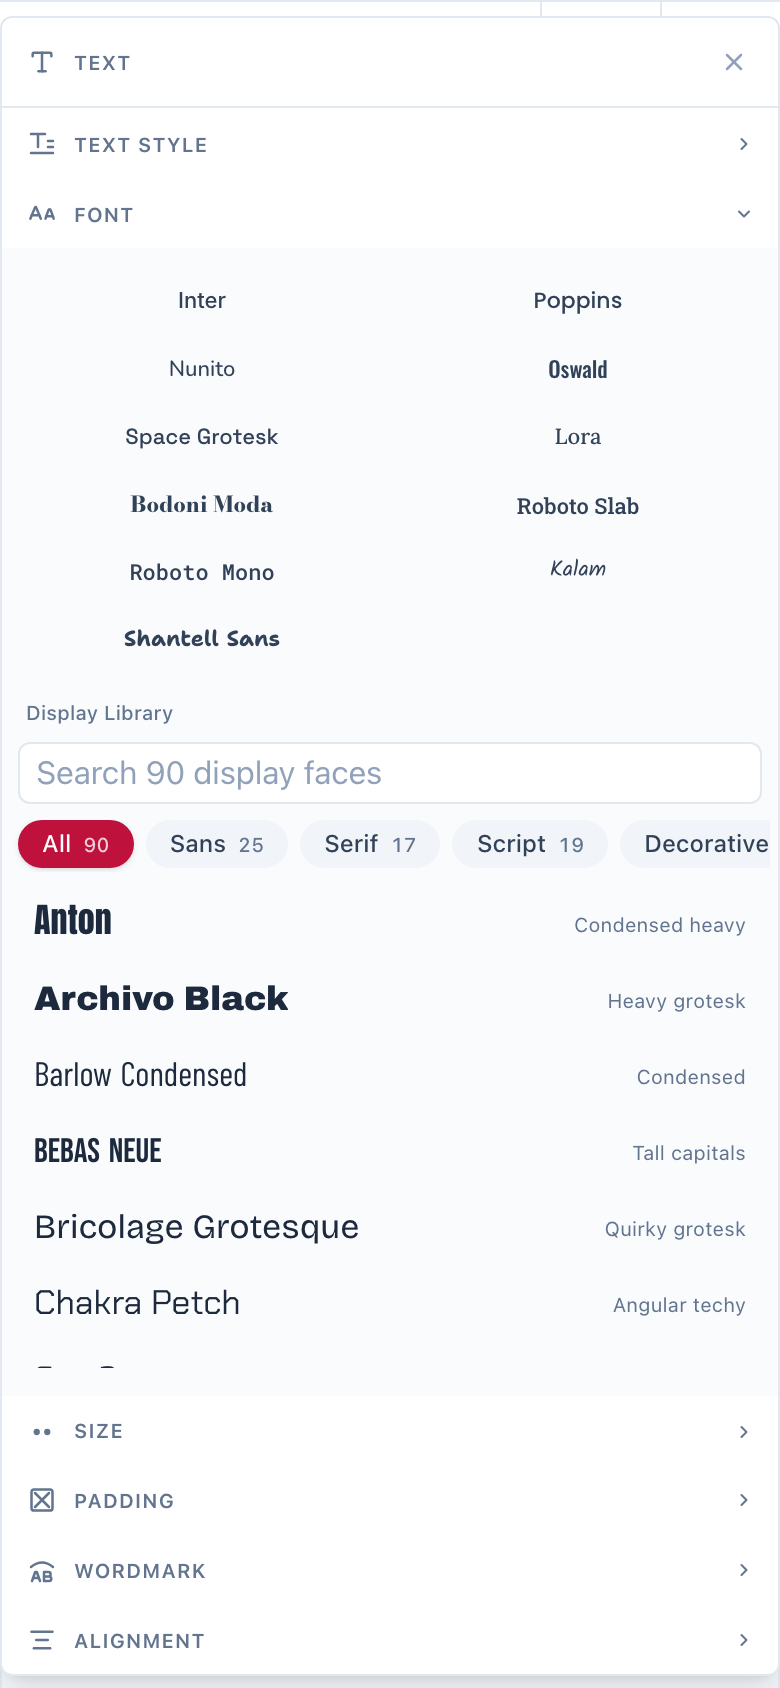 TEXT
TEXT STYLE
AA FONT
Inter Poppins
Nunito Oswald
Space Grotesk Lora
Bodoni Moda Roboto Slab
Roboto Mono Kalam
Shantell Sans
Display Library
Search 90 display faces
All 90 Sans 25 Serif 17 Script 19 Decorative
Anton Condensed heavy
Archivo Black Heavy grotesk
Barlow Condensed Condensed
BEBAS NEUE Tall capitals
Bricolage Grotesque Quirky grotesk
Chakra Petch Angular techy
SIZE
PADDING
AB WORDMARK
ALIGNMENT